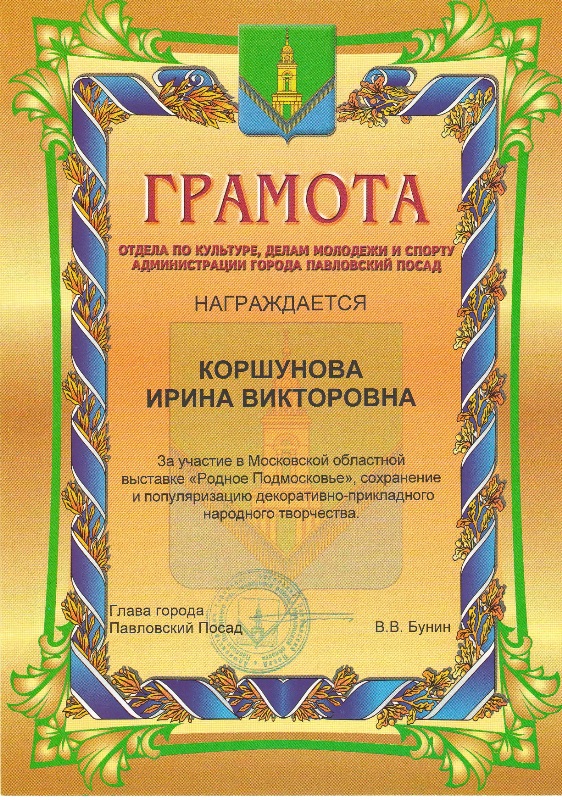 ГРАМОТА
ОТДЕЛА ПО КУЛЬТУРЕ, ДЕЛАМ МОЛОДЕЖИ И СПОРТУ
АДМИНИСТРАЦИИ ГОРОДА ПАВЛОВСКИЙ ПОСАД
НАГРАЖДАЕТСЯ
КОРШУНОВА
ИРИНА ВИКТОРОВНА
За участие в Московской областной
выставке «Родное Подмосковье», сохранение
и популяризацию декоративно-прикладного
народного творчества.
Глава города
Павловский Посад В.В. Бунин